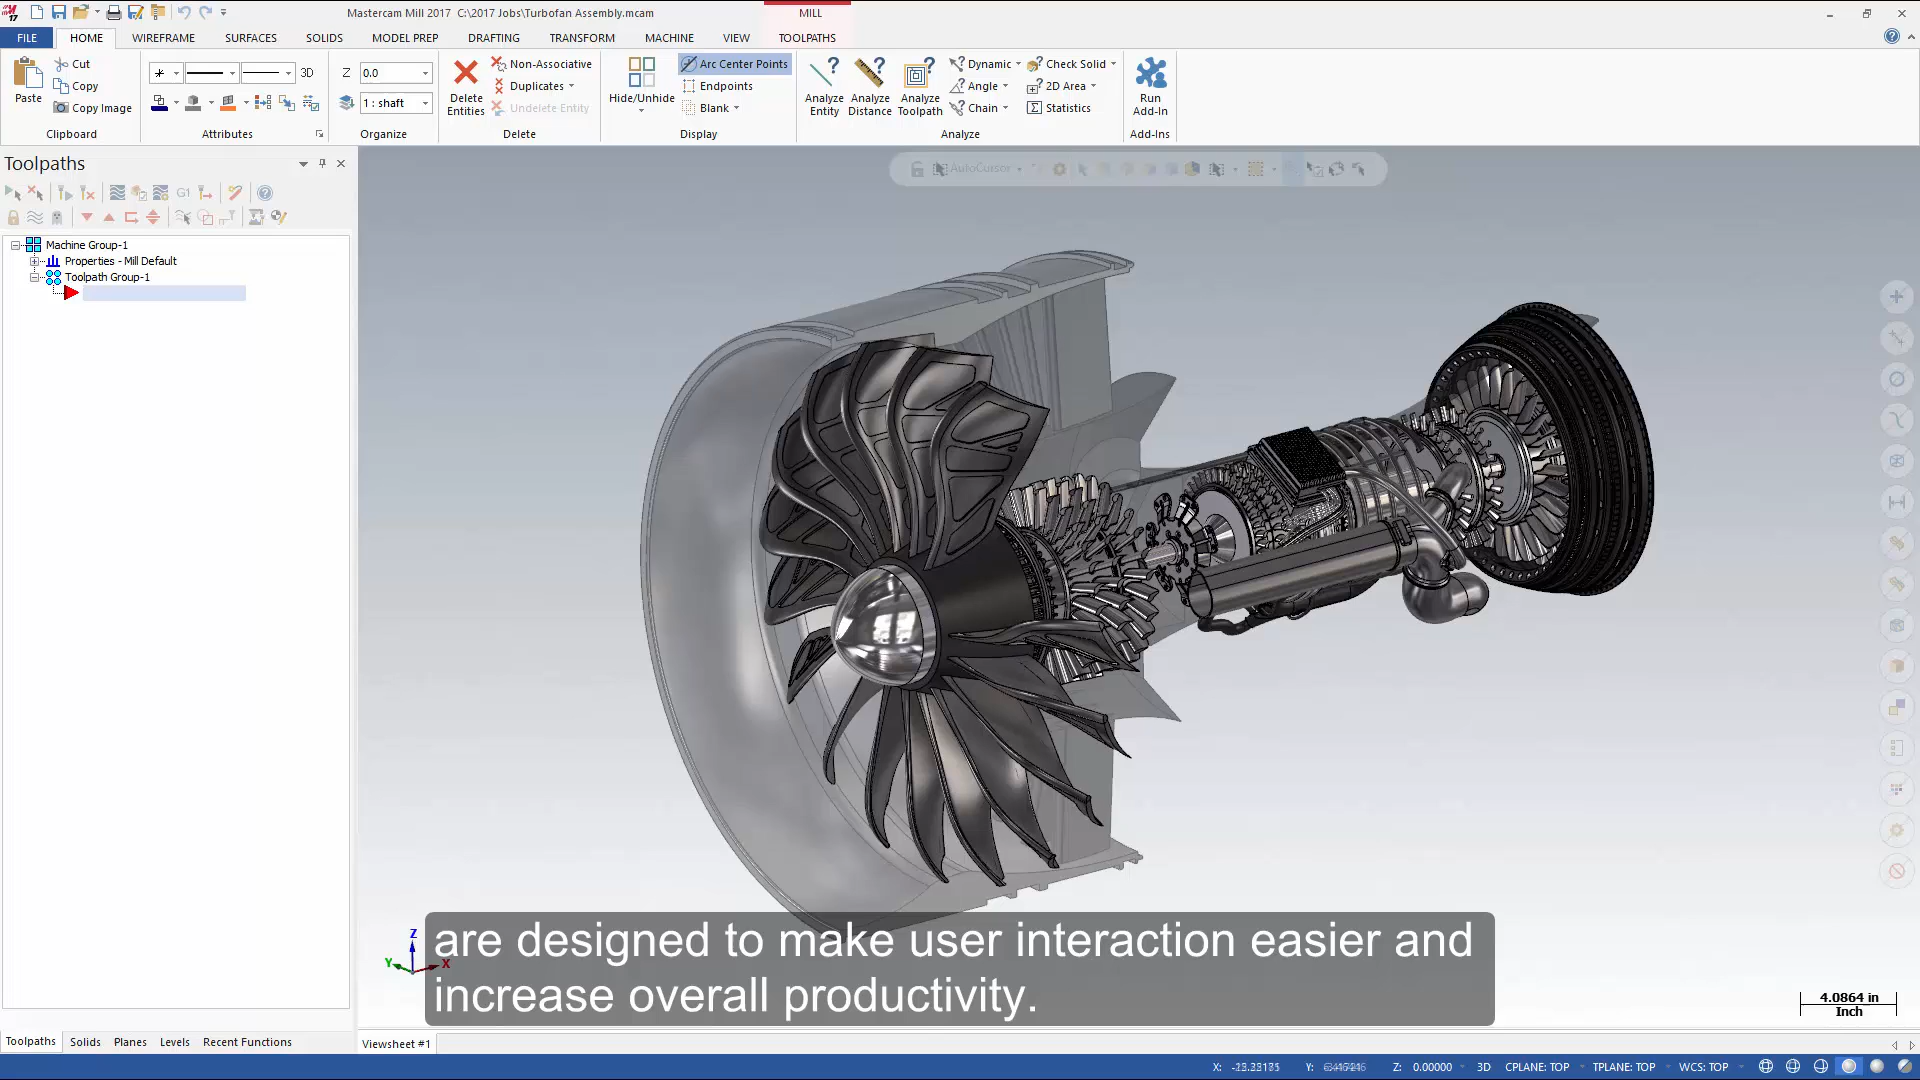 Mastercam Mill 2017 C:\2017 Jobs\Turbofan Assembly.mcam
MILL
FILE HOME WIREFRAME SURFACES SOLIDS MODEL PREP DRAFTING TRANSFORM MACHINE VIEW TOOLPATHS
Paste
Cut
Copy
Copy Image
Clipboard
3D
Attributes
Z 0.0
1 : shaft
Organize
Delete
Entities
Non-Associative
Duplicates
Undelete Entity
Delete
Hide/Unhide
Arc Center Points
Endpoints
Blank
Display
Analyze
Entity
Analyze
Distance
Analyze
Toolpath
Dynamic
Angle
Chain
Check Solid
2D Area
Statistics
Analyze
Run
Add-In
Add-Ins
Toolpaths
G1
AutoCursor
Machine Group-1
Properties - Mill Default
Toolpath Group-1
Z
Y
X
are designed to make user interaction easier and
increase overall productivity.
4.0864 in
Inch
Toolpaths Solids Planes Levels Recent Functions
Viewsheet #1
X: Y: Z: 0.00000 3D CPLANE: TOP TPLANE: TOP WCS: TOP